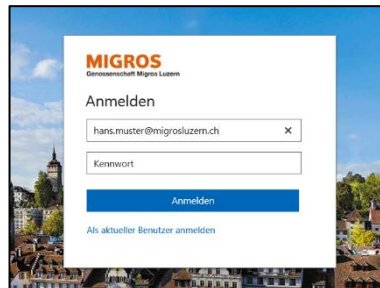 MIGROS
Genossenschaft Migros Luzern
Anmelden
hans.muster@migrosluzern.ch
Kennwort
Anmelden
Als aktueller Benutzer anmelden